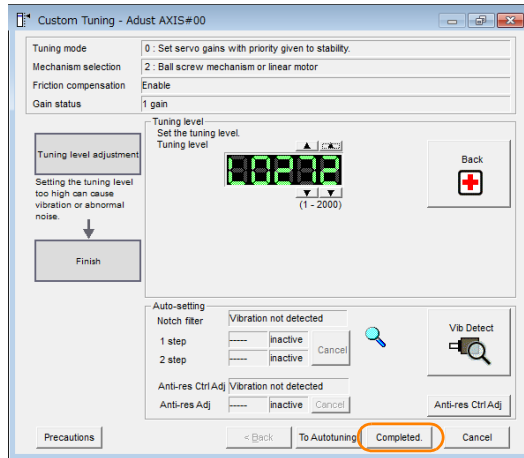 Custom Tuning - Adust AXIS#00
Tuning mode
0 : Set servo gains with priority given to stability.
Mechanism selection
2 : Ball screw mechanism or linear motor
Friction compensation
Enable
Gain status
1 gain
Tuning level adjustment
Setting the tuning level
too high can cause
vibration or abnormal
noise.
Finish
Tuning level
Set the tuning level.
Tuning level
L0272
(1 - 2000)
Back
Auto-setting
Notch filter
Vibration not detected
1 step
-----
inactive
2 step
-----
inactive
Cancel
Anti-res Ctrl Adj
Vibration not detected
Anti-res Adj
-----
inactive
Cancel
Vib Detect
Anti-res Ctrl Adj
Precautions
< Back
To Autotuning
Completed.
Cancel